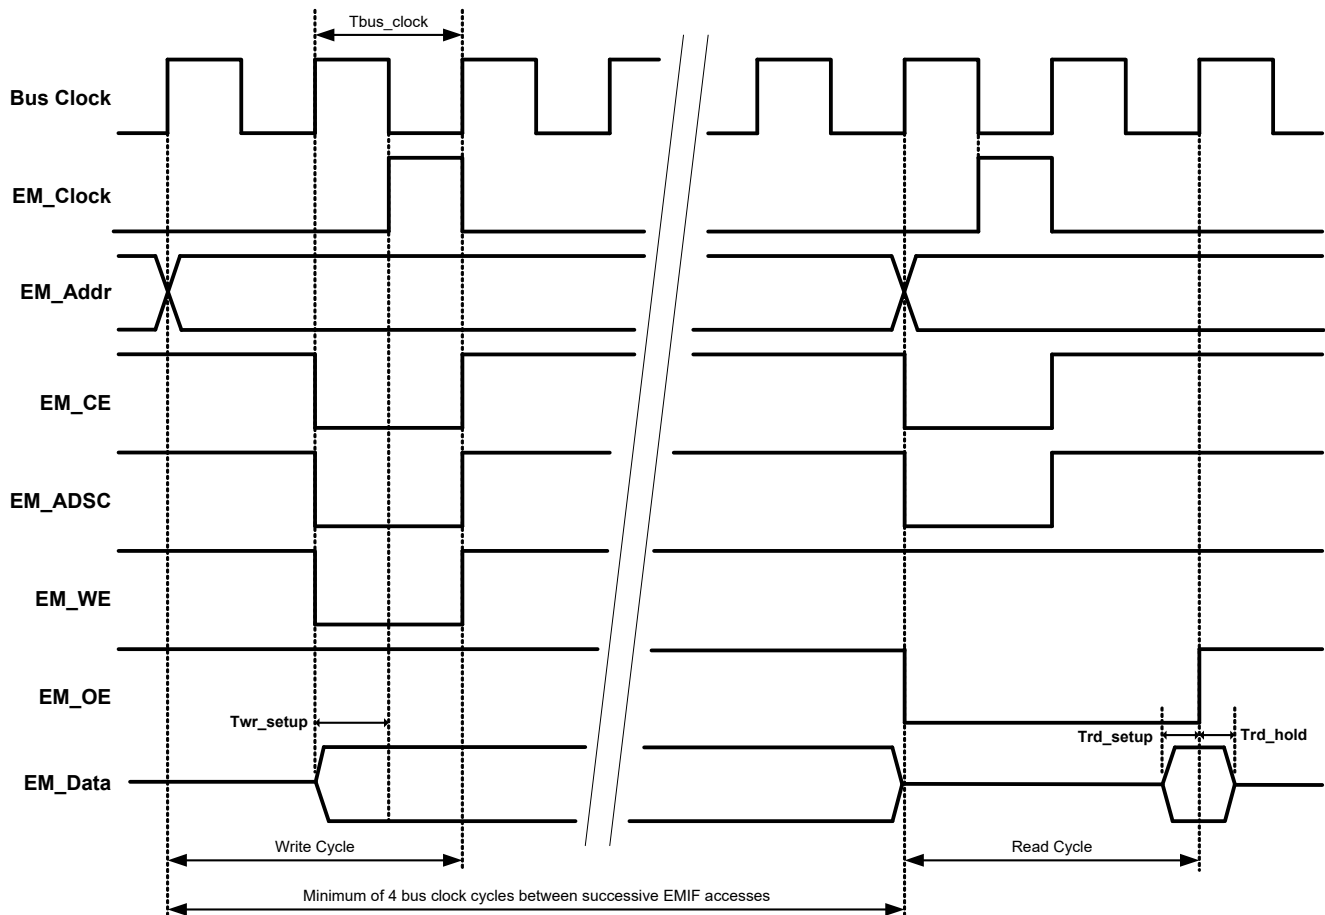 Tbus_clock
Bus Clock
EM_Clock
EM_Addr
EM_CE
EM_ADSC
EM_WE
EM_OE
Twr_setup
Trd_setup
Trd_hold
EM_Data
Write Cycle
Read Cycle
Minimum of 4 bus clock cycles between successive EMIF accesses